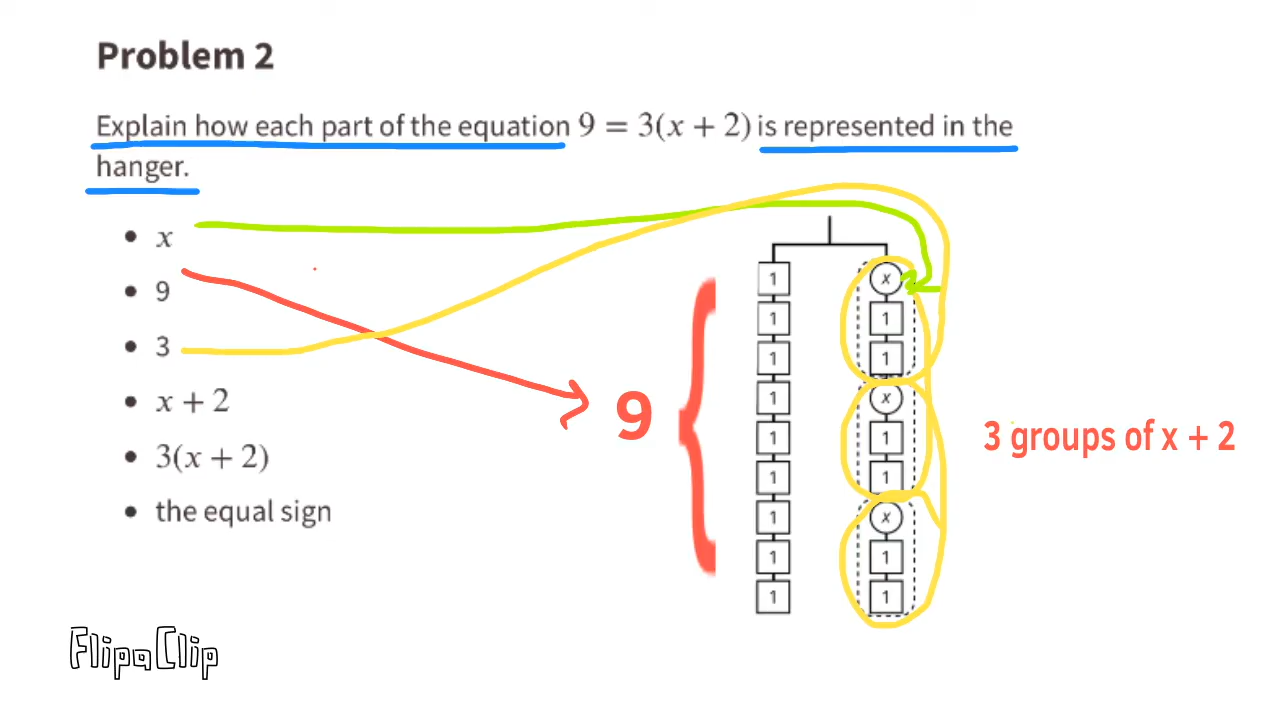 Problem 2
Explain how each part of the equation 9 = 3(x + 2) is represented in the
hanger.
• x
• 9
• 3
• x + 2
• 3(x + 2)
• the equal sign
9
1 x
1 1
1 1
1 x
1 1
1 1
1 x
1 1
1 1
3 groups of x + 2
FlipaClip